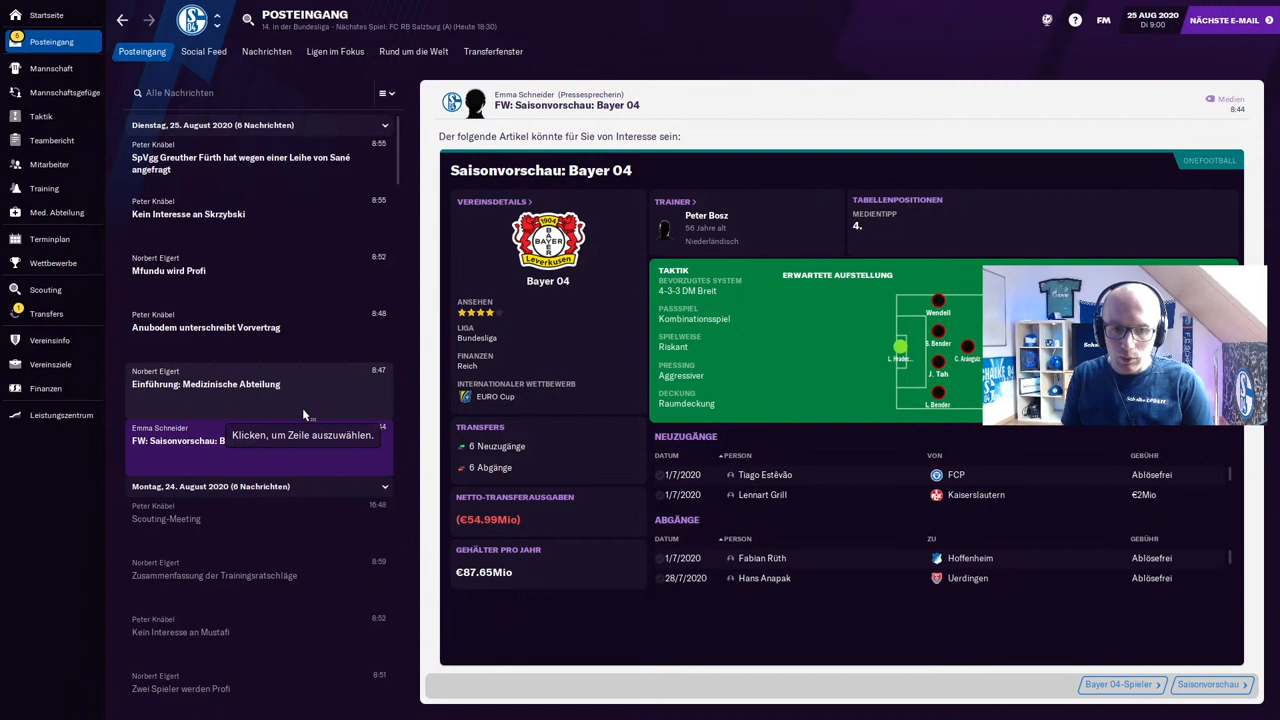 Startseite
5
Posteingang
Mannschaft
Mannschaftsgefüge
Taktik
Teambericht
Mitarbeiter
Training
Med. Abteilung
Terminplan
Wettbewerbe
Scouting
1
Transfers
Vereinsinfo
Vereinsziele
Finanzen
Leistungszentrum
POSTEINGANG
14. in der Bundesliga - Nächstes Spiel: FC RB Salzburg (A) (Heute 18:30)
?
FM
25 AUG 2020
Di 9:00
NÄCHSTE E-MAIL
Posteingang
Social Feed
Nachrichten
Ligen im Fokus
Rund um die Welt
Transferfenster
Alle Nachrichten
Dienstag, 25. August 2020 (6 Nachrichten)
Peter Knäbel 8:55
SpVgg Greuther Fürth hat wegen einer Leihe von Sané
angefragt
Peter Knäbel 8:55
Kein Interesse an Skrzybski
Norbert Elgert 8:52
Mfundu wird Profi
Peter Knäbel 8:48
Anubodem unterschreibt Vorvertrag
Norbert Elgert 8:47
Einführung: Medizinische Abteilung
Emma Schneider
FW: Saisonvorschau: B
Klicken, um Zeile auszuwählen.
Montag, 24. August 2020 (6 Nachrichten)
Peter Knäbel 16:48
Scouting-Meeting
Norbert Elgert 8:59
Zusammenfassung der Trainingsratschläge
Peter Knäbel 8:52
Kein Interesse an Mustafi
Norbert Elgert 8:51
Zwei Spieler werden Profi
Emma Schneider (Pressesprecherin)
FW: Saisonvorschau: Bayer 04
Medien
8:44
Der folgende Artikel könnte für Sie von Interesse sein:
ONEFOOTBALL
Saisonvorschau: Bayer 04
VEREINSDETAILS
1904
BAYER
Leverkusen
Bayer 04
ANSEHEN
LIGA
Bundesliga
FINANZEN
Reich
INTERNATIONALER WETTBEWERB
EURO Cup
TRANSFERS
6 Neuzugänge
6 Abgänge
NETTO-TRANSFERAUSGABEN
(€54.99Mio)
GEHÄLTER PRO JAHR
€87.65Mio
TRAINER
Peter Bosz
56 Jahre alt
Niederländisch
TABELLENPOSITIONEN
MEDIENTIPP
4.
TAKTIK
BEVORZUGTES SYSTEM
4-3-3 DM Breit
PASSSPIEL
Kombinationsspiel
SPIELWEISE
Riskant
PRESSING
Aggressiver
DECKUNG
Raumdeckung
ERWARTETE AUFSTELLUNG
Wendell
S. Bender
L. Hradec...
C. Aránguiz
J. Tah
L. Bender
NEUZUGÄNGE
DATUM PERSON VON GEBÜHR
1/7/2020 Tiago Estêvão FCP Ablösefrei
1/7/2020 Lennart Grill Kaiserslautern €2Mio
ABGÄNGE
DATUM PERSON ZU GEBÜHR
1/7/2020 Fabian Rüth Hoffenheim Ablösefrei
28/7/2020 Hans Anapak Uerdingen Ablösefrei
Bayer 04-Spieler
Saisonvorschau